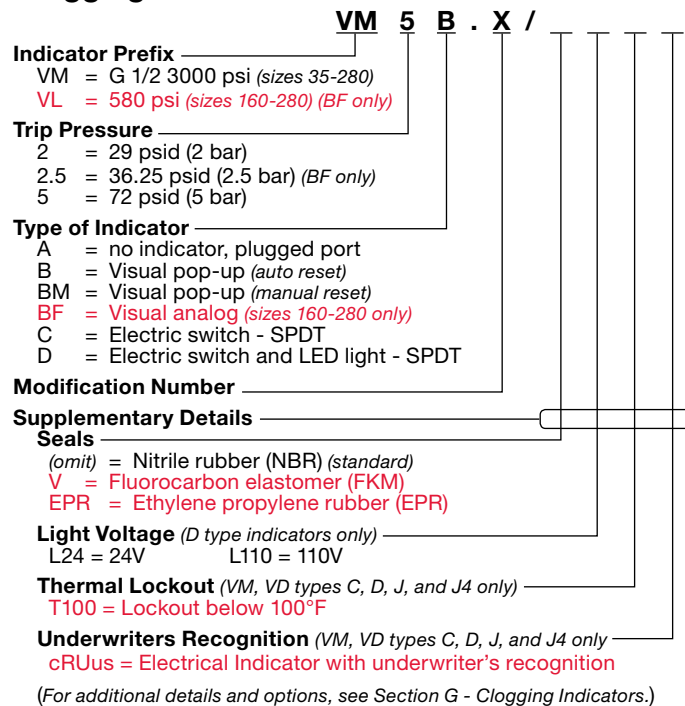 VM 5 B . X /
Indicator Prefix
VM = G 1/2 3000 psi (sizes 35-280)
VL = 580 psi (sizes 160-280) (BF only)
Trip Pressure
2 = 29 psid (2 bar)
2.5 = 36.25 psid (2.5 bar) (BF only)
5 = 72 psid (5 bar)
Type of Indicator
A = no indicator, plugged port
B = Visual pop-up (auto reset)
BM = Visual pop-up (manual reset)
BF = Visual analog (sizes 160-280 only)
C = Electric switch - SPDT
D = Electric switch and LED light - SPDT
Modification Number
Supplementary Details
Seals
(omit) = Nitrile rubber (NBR) (standard)
V = Fluorocarbon elastomer (FKM)
EPR = Ethylene propylene rubber (EPR)
Light Voltage (D type indicators only)
L24 = 24V L110 = 110V
Thermal Lockout (VM, VD types C, D, J, and J4 only)
T100 = Lockout below 100°F
Underwriters Recognition (VM, VD types C, D, J, and J4 only
cRUus = Electrical Indicator with underwriter's recognition
(For additional details and options, see Section G - Clogging Indicators.)